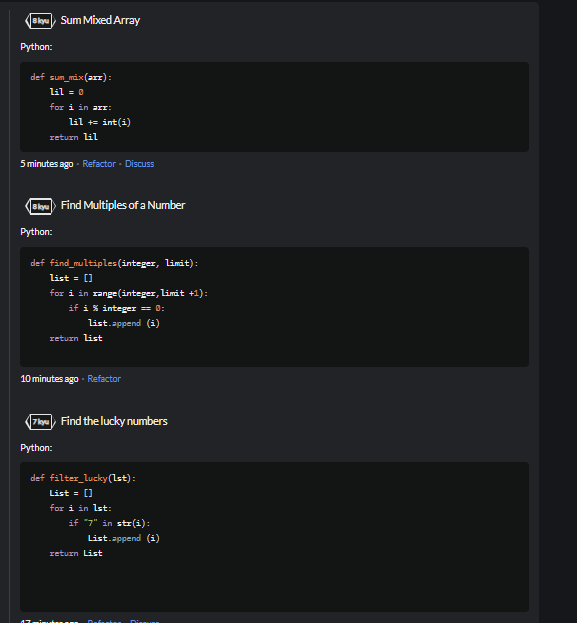 8 kyu Sum Mixed Array
Python:
def sum_mix(arr):
    lil = 0
    for i in arr:
        lil += int(i)
    return lil
5 minutes ago · Refactor · Discuss
8 kyu Find Multiples of a Number
Python:
def find_multiples(integer, limit):
    list = []
    for i in range(integer,limit +1):
        if i % integer == 0:
            list.append (i)
    return list
10 minutes ago · Refactor
7 kyu Find the lucky numbers
Python:
def filter_lucky(lst):
    List = []
    for i in lst:
        if "7" in str(i):
            List.append (i)
    return List
17 minutes ago · Refactor · Discuss